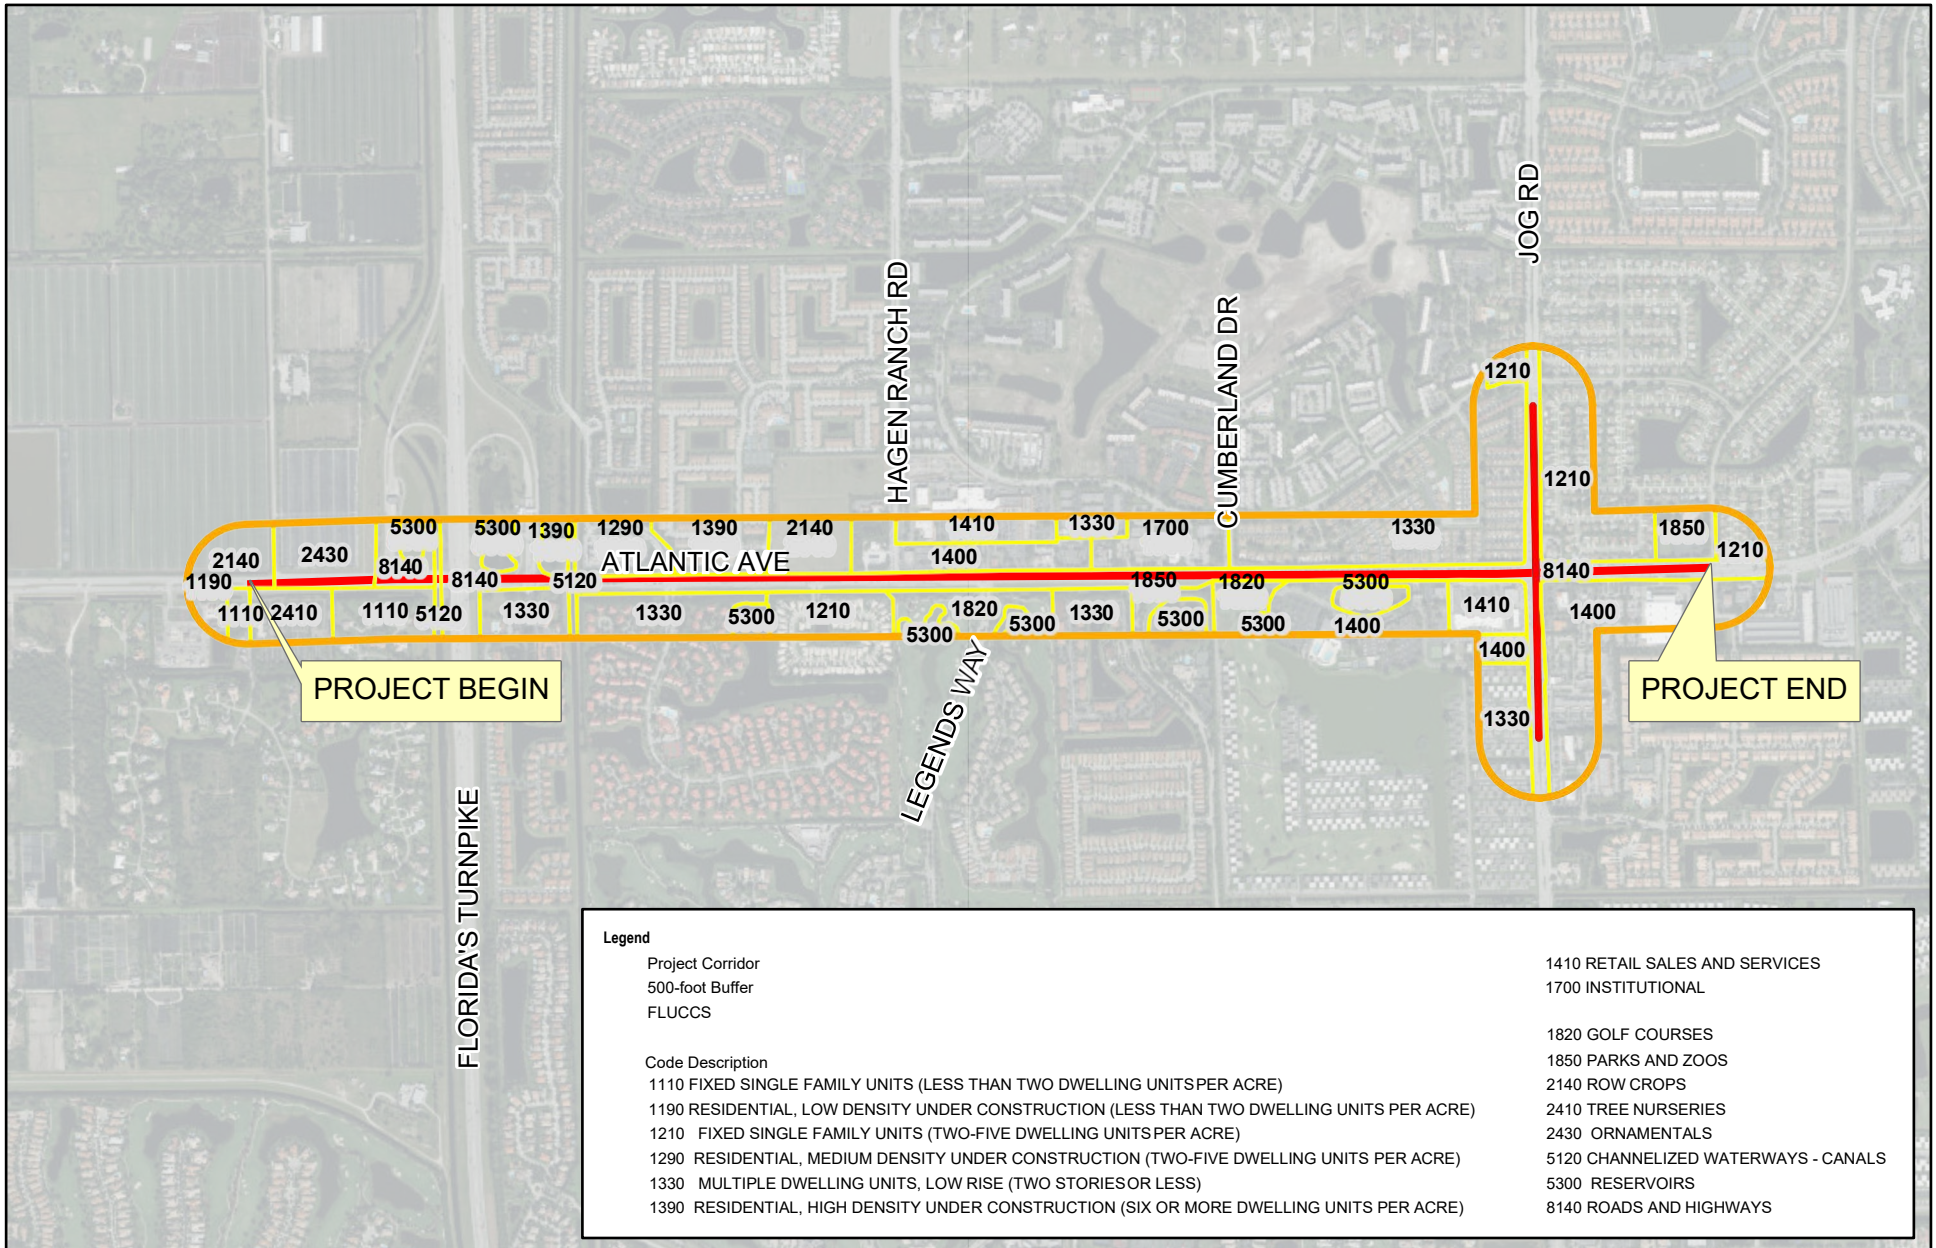 JOG RD
HAGEN RANCH RD
CUMBERLAND DR
1210
1210
5300
5300
1390
1290
1390
2140
1410
1330
1700
1330
1850
2140
2430
8140
ATLANTIC AVE
1400
1210
1190
8140
5120
1850
1820
5300
8140
1110
2410
1110
5120
1330
1330
5300
1210
1820
5300
5300
1330
5300
5300
1400
1410
1400
1400
1330
PROJECT BEGIN
PROJECT END
LEGENDS WAY
FLORIDA'S TURNPIKE
Legend
Project Corridor
500-foot Buffer
FLUCCS
Code Description
1110 FIXED SINGLE FAMILY UNITS (LESS THAN TWO DWELLING UNITS PER ACRE)
1190 RESIDENTIAL, LOW DENSITY UNDER CONSTRUCTION (LESS THAN TWO DWELLING UNITS PER ACRE)
1210 FIXED SINGLE FAMILY UNITS (TWO-FIVE DWELLING UNITS PER ACRE)
1290 RESIDENTIAL, MEDIUM DENSITY UNDER CONSTRUCTION (TWO-FIVE DWELLING UNITS PER ACRE)
1330 MULTIPLE DWELLING UNITS, LOW RISE (TWO STORIES OR LESS)
1390 RESIDENTIAL, HIGH DENSITY UNDER CONSTRUCTION (SIX OR MORE DWELLING UNITS PER ACRE)
1410 RETAIL SALES AND SERVICES
1700 INSTITUTIONAL
1820 GOLF COURSES
1850 PARKS AND ZOOS
2140 ROW CROPS
2410 TREE NURSERIES
2430 ORNAMENTALS
5120 CHANNELIZED WATERWAYS - CANALS
5300 RESERVOIRS
8140 ROADS AND HIGHWAYS